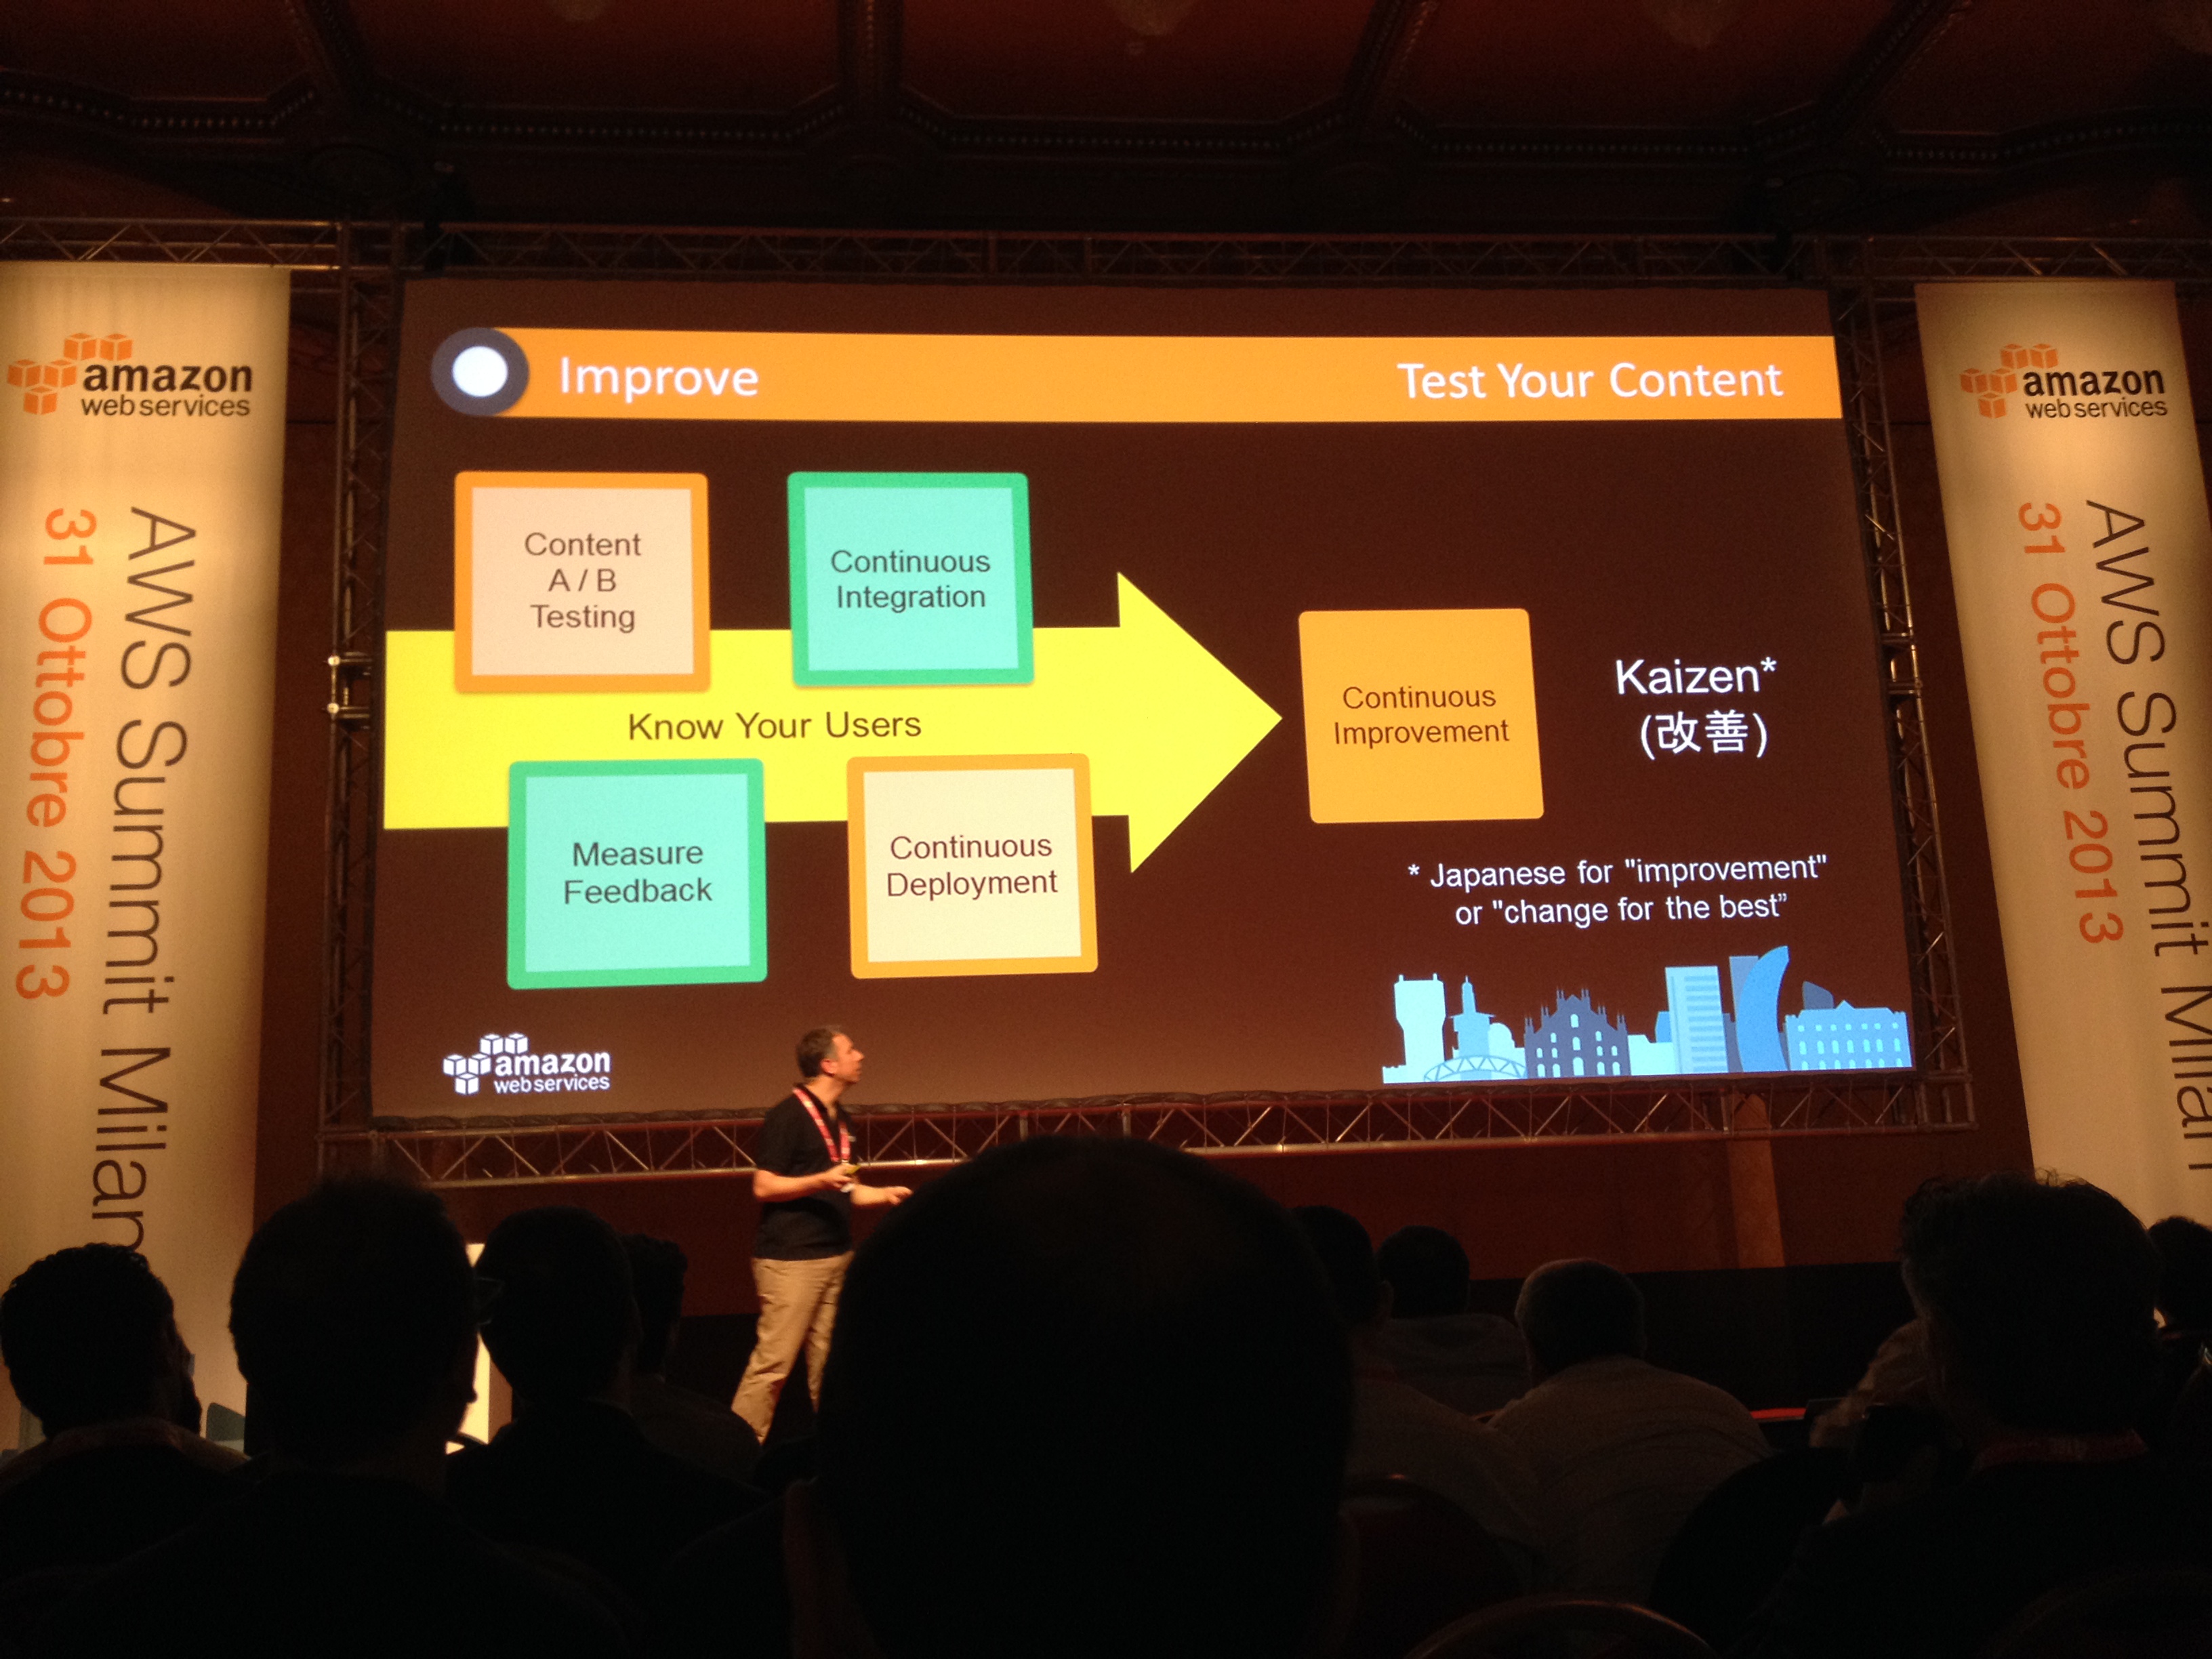 amazon
web services
AWS Summit Milan
31 Ottobre 2013
Improve
Test Your Content
Content
A / B
Testing
Continuous
Integration
Know Your Users
Measure
Feedback
Continuous
Deployment
Continuous
Improvement
Kaizen*
(改善)
* Japanese for "improvement"
or "change for the best”
amazon
web services
amazon
web services
AWS Summit Milan
31 Ottobre 2013